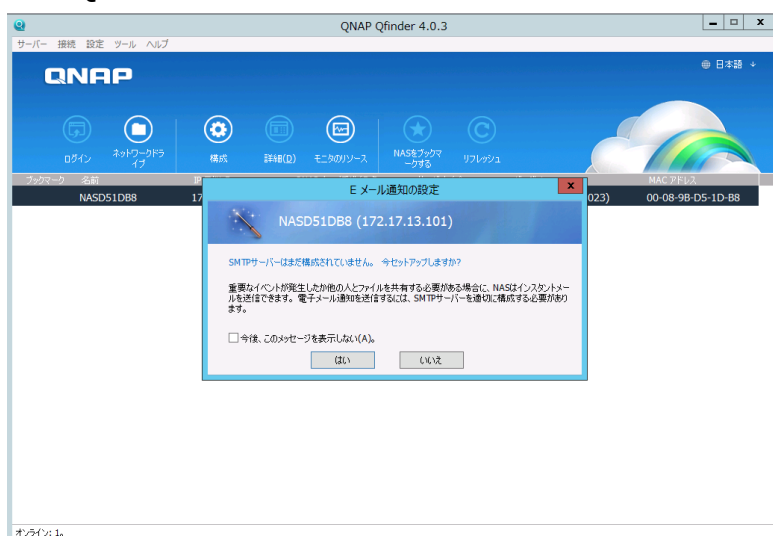 QNAP Qfinder 4.0.3
サーバー 接続 設定 ツール ヘルプ
QNAP
日本語
ログイン ネットワークドラ
イブ 構成 詳細(D) モニタのリソース NASをブックマ
ークする リフレッシュ
ブックマーク 名前 IP MACアドレス
NASD51DB8 17 023) 00-08-9B-D5-1D-B8
E メール通知の設定
NASD51DB8 (172.17.13.101)
SMTPサーバーはまだ構成されていません。 今セットアップしますか?
重要なイベントが発生したか他の人とファイルを共有する必要がある場合に、NASはインスタントメー
ルを送信できます。電子メール通知を送信するには、SMTPサーバーを適切に構成する必要があり
ます。
今後、このメッセージを表示しない(A)。
はい いいえ
オンライン: 1。